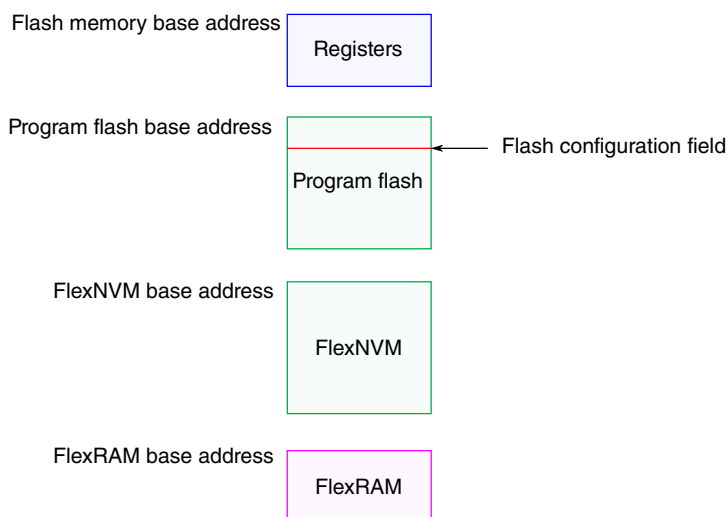 Flash memory base address
Registers
Program flash base address
Flash configuration field
Program flash
FlexNVM base address
FlexNVM
FlexRAM base address
FlexRAM